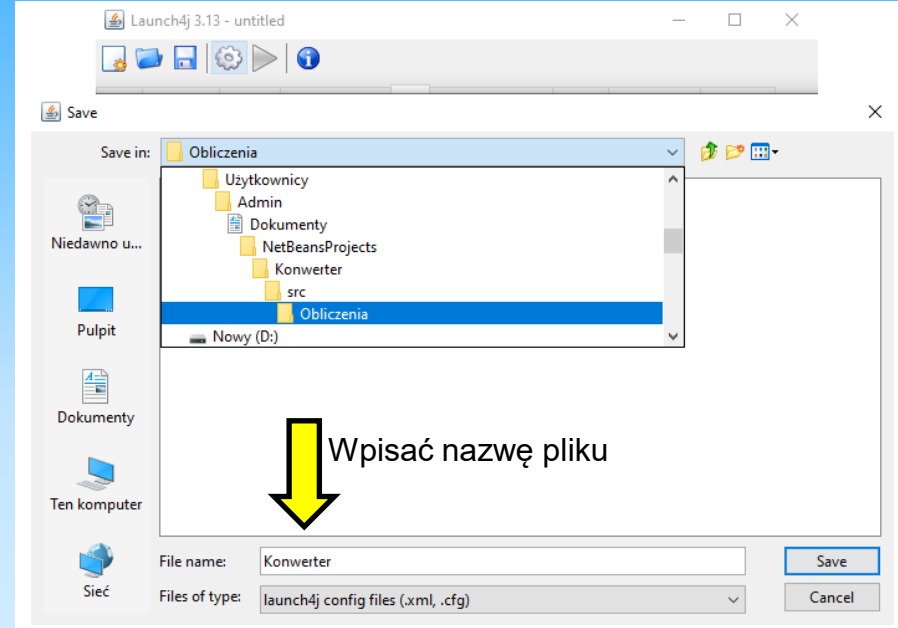 Launch4j 3.13 - untitled
Save
Save in:
Obliczenia
Użytkownicy
Admin
Dokumenty
NetBeansProjects
Konwerter
src
Obliczenia
Nowy (D:)
Niedawno u...
Pulpit
Dokumenty
Ten komputer
Sieć
Wpisać nazwę pliku
File name:
Konwerter
Save
Files of type:
launch4j config files (.xml, .cfg)
Cancel